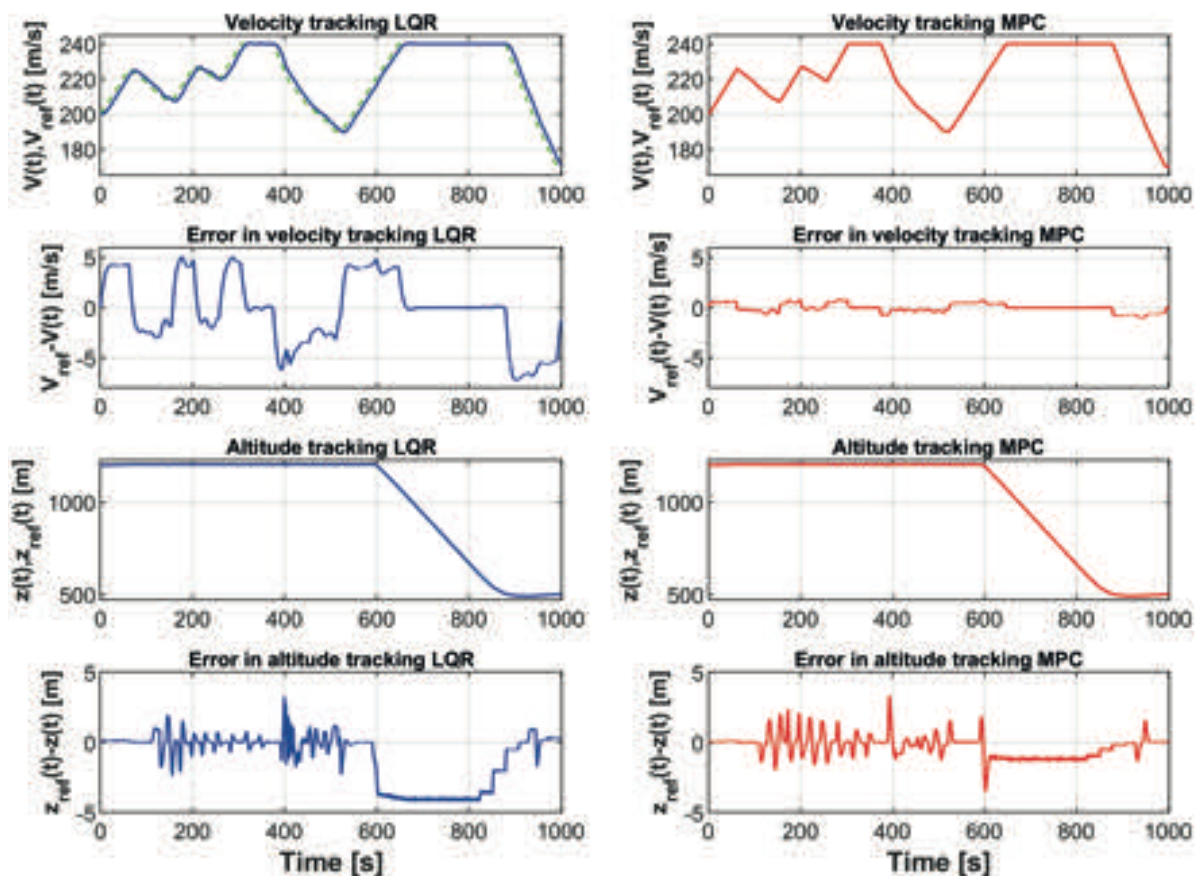 Velocity tracking LQR
V(t),V_ref(t) [m/s]
240
220
200
180
0 200 400 600 800 1000
Velocity tracking MPC
V(t),V_ref(t) [m/s]
240
220
200
180
0 200 400 600 800 1000
Error in velocity tracking LQR
V_ref-V(t) [m/s]
5
0
-5
0 200 400 600 800 1000
Error in velocity tracking MPC
V_ref(t)-V(t) [m/s]
5
0
-5
0 200 400 600 800 1000
Altitude tracking LQR
z(t),z_ref(t) [m]
1000
500
0 200 400 600 800 1000
Altitude tracking MPC
z(t),z_ref(t) [m]
1000
500
0 200 400 600 800 1000
Error in altitude tracking LQR
z_ref(t)-z(t) [m]
5
0
-5
0 200 400 600 800 1000
Time [s]
Error in altitude tracking MPC
z_ref(t)-z(t) [m]
5
0
-5
0 200 400 600 800 1000
Time [s]